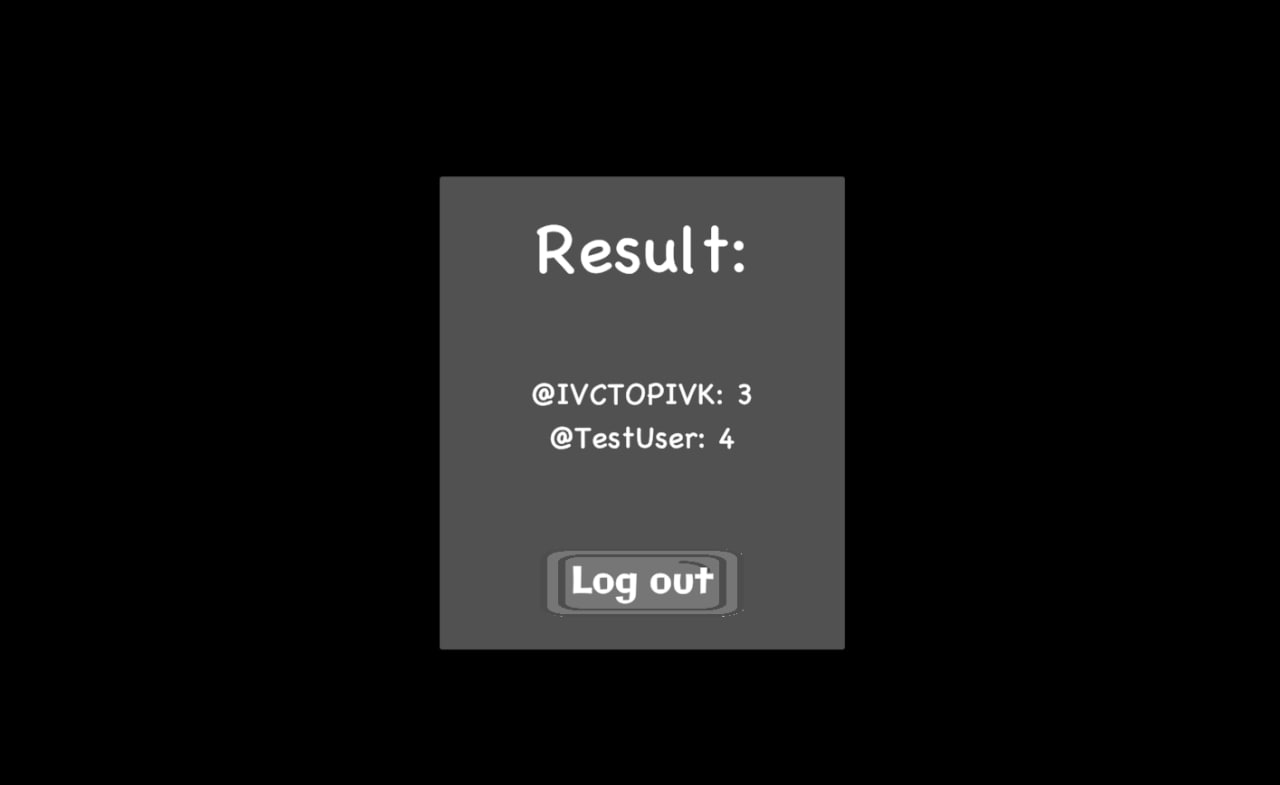 Result:
@IVCTOPIVK: 3
@TestUser: 4
Log out